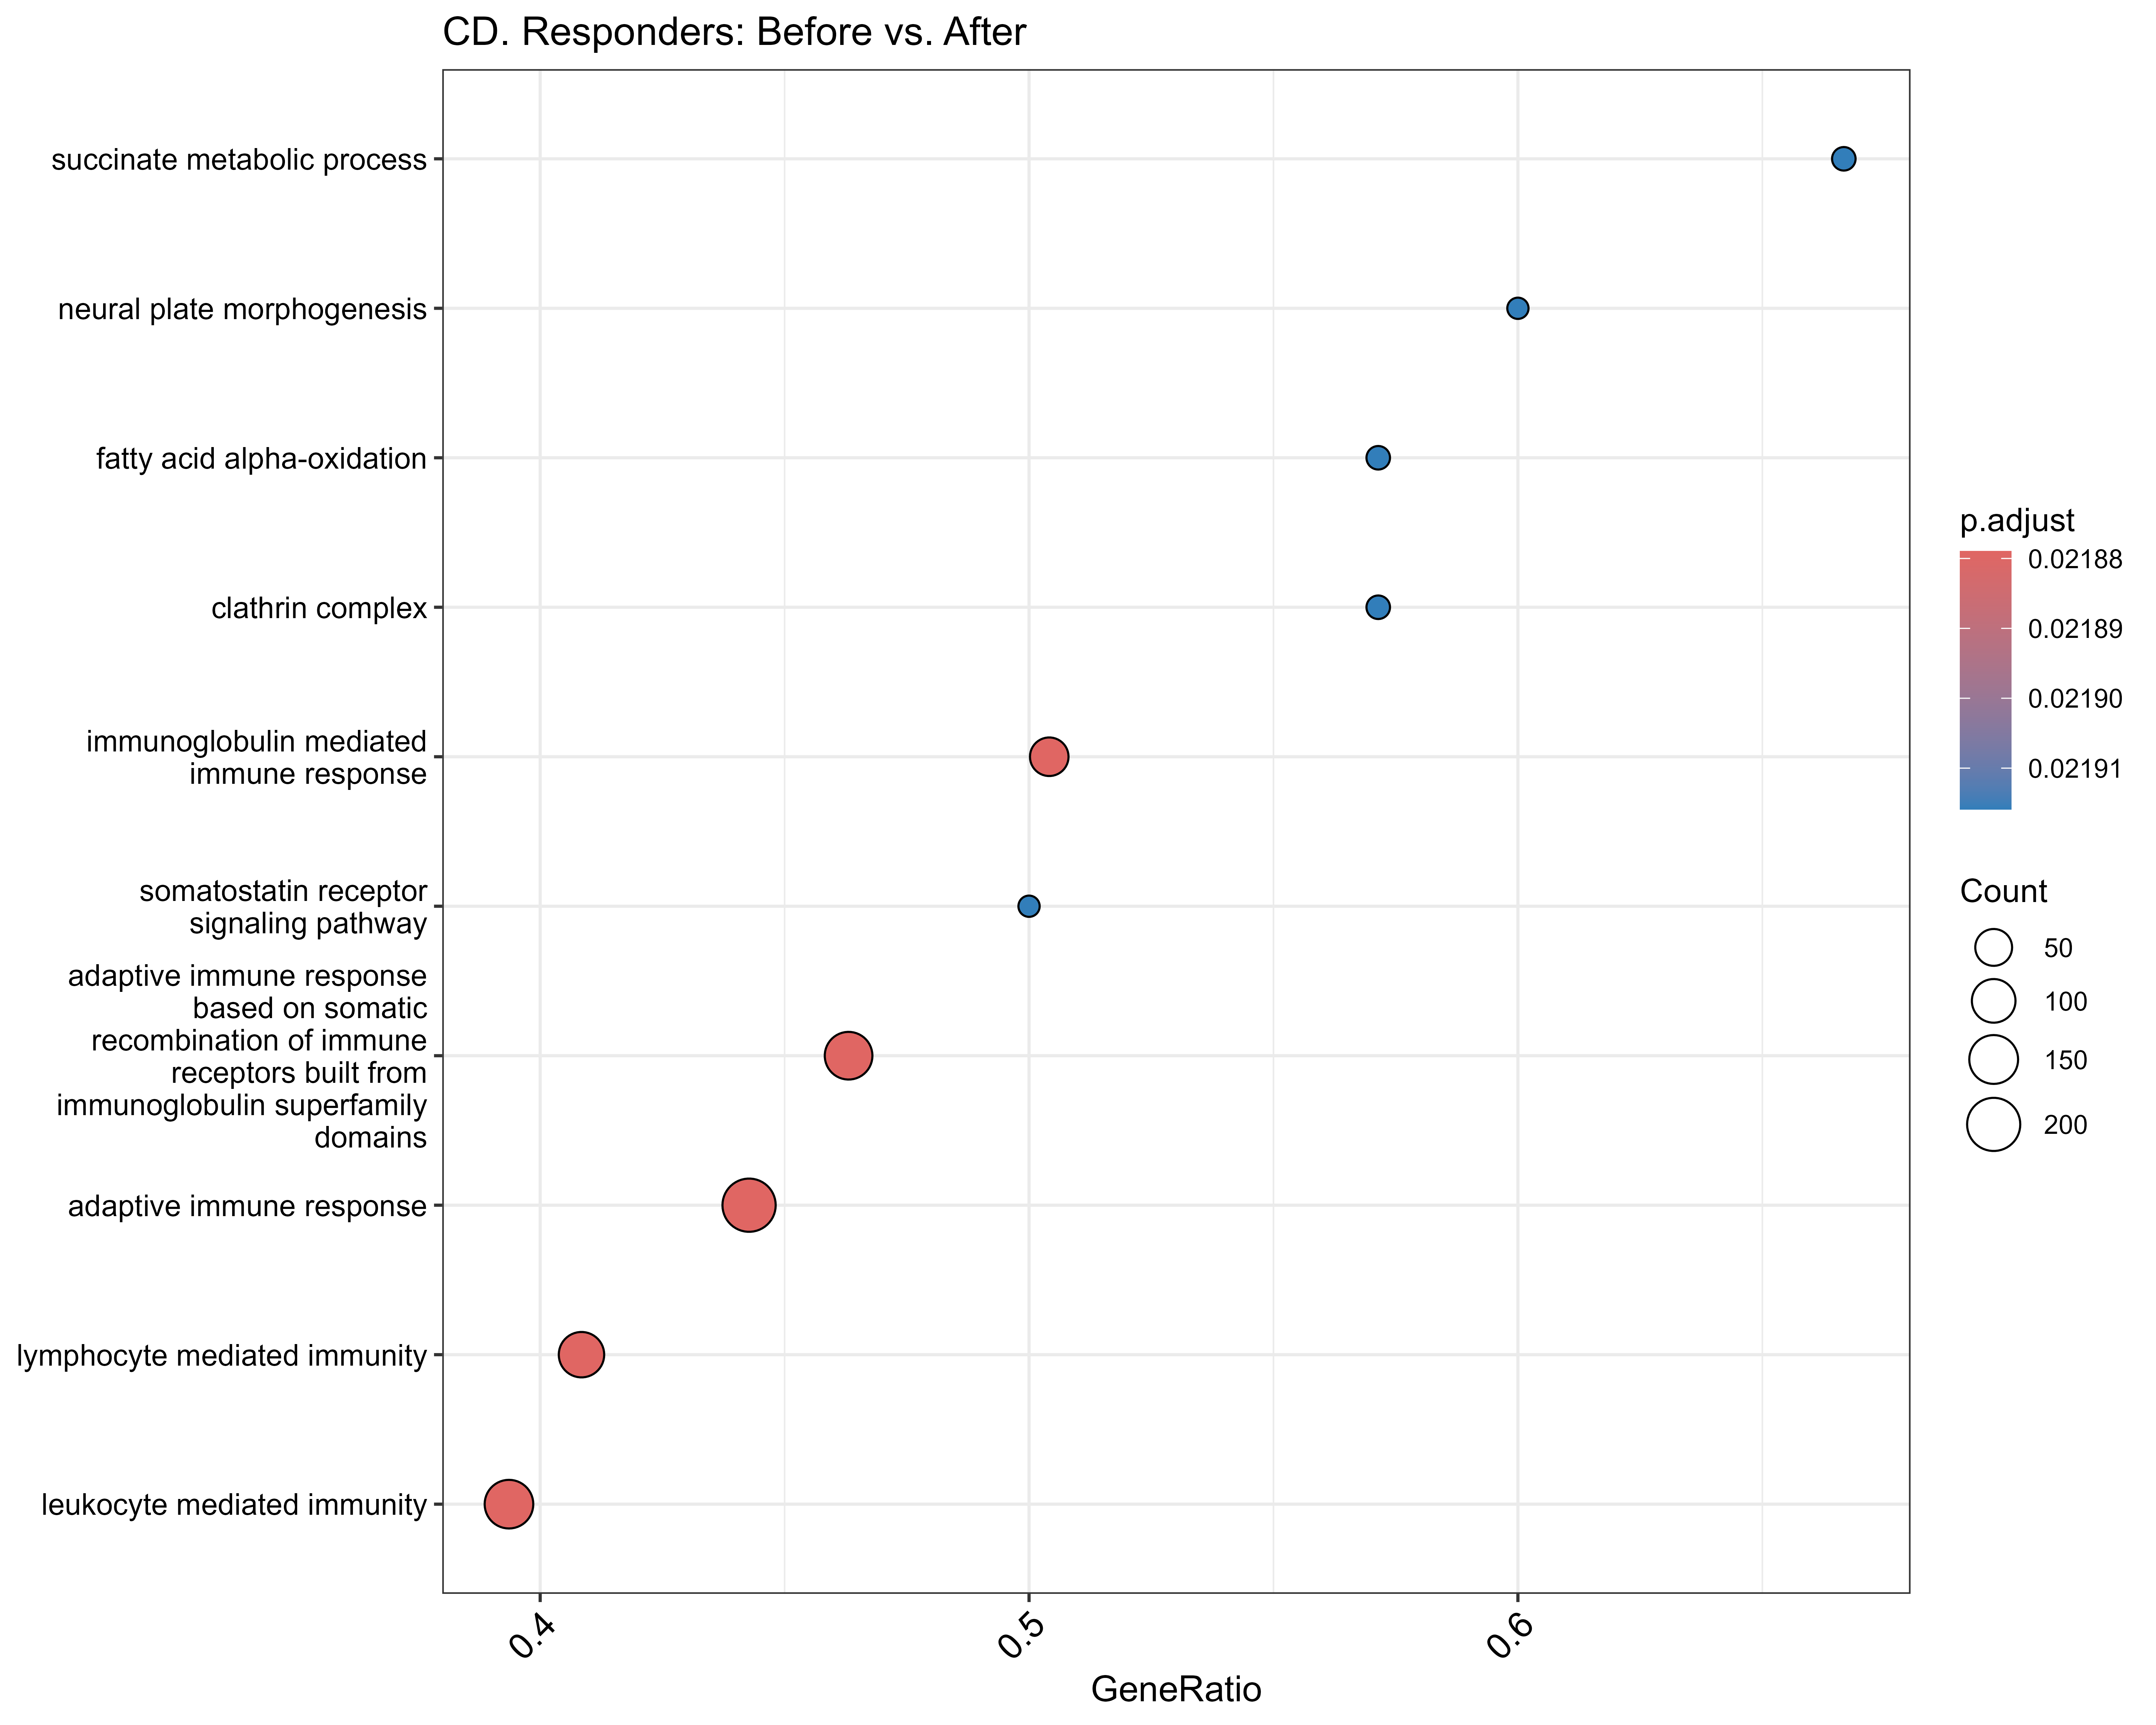 CD. Responders: Before vs. After
succinate metabolic process
neural plate morphogenesis
fatty acid alpha-oxidation
clathrin complex
immunoglobulin mediated
immune response
somatostatin receptor
signaling pathway
adaptive immune response
based on somatic
recombination of immune
receptors built from
immunoglobulin superfamily
domains
adaptive immune response
lymphocyte mediated immunity
leukocyte mediated immunity
0.4
0.5
0.6
GeneRatio
p.adjust
0.02188
0.02189
0.02190
0.02191
Count
50
100
150
200